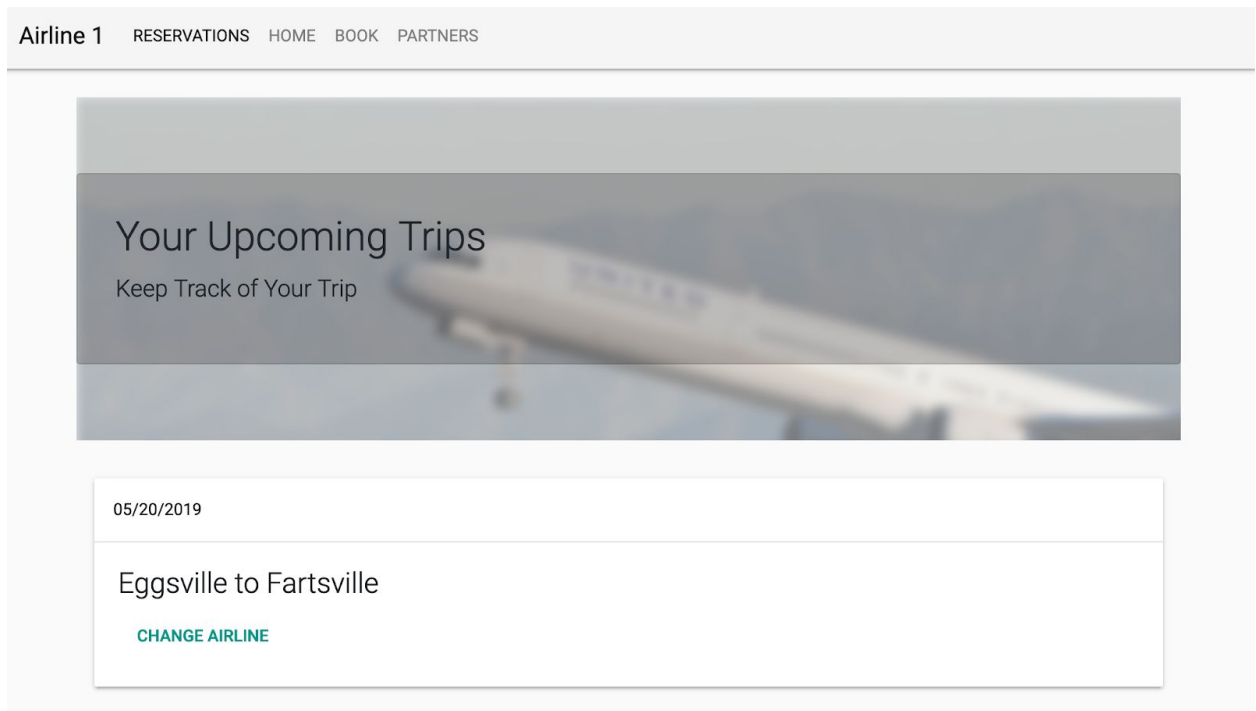 Airline 1 RESERVATIONS HOME BOOK PARTNERS
Your Upcoming Trips
Keep Track of Your Trip
UNITED
05/20/2019
Eggsville to Fartsville
CHANGE AIRLINE